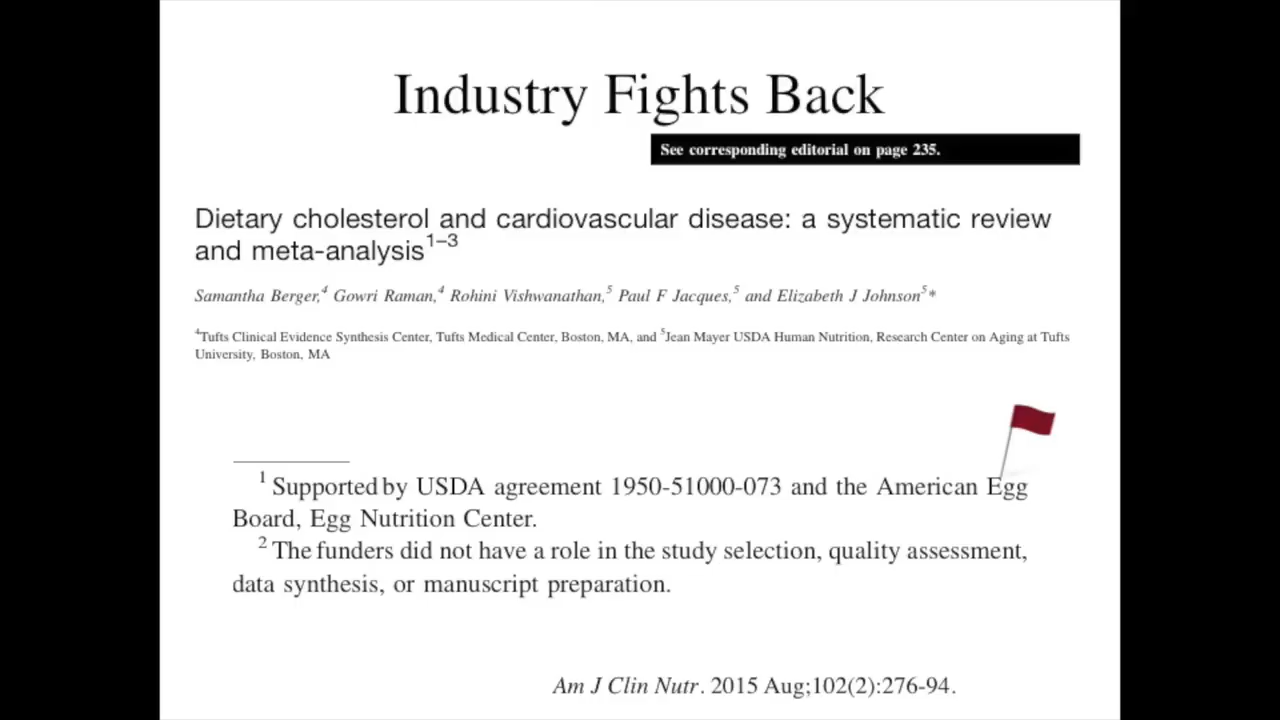 Industry Fights Back
See corresponding editorial on page 235.
Dietary cholesterol and cardiovascular disease: a systematic review
and meta-analysis1–3
Samantha Berger,4 Gowri Raman,4 Rohini Vishwanathan,5 Paul F Jacques,5 and Elizabeth J Johnson5*
4Tufts Clinical Evidence Synthesis Center, Tufts Medical Center, Boston, MA, and 5Jean Mayer USDA Human Nutrition, Research Center on Aging at Tufts
University, Boston, MA
1 Supported by USDA agreement 1950-51000-073 and the American Egg
Board, Egg Nutrition Center.
2 The funders did not have a role in the study selection, quality assessment,
data synthesis, or manuscript preparation.
Am J Clin Nutr. 2015 Aug;102(2):276-94.